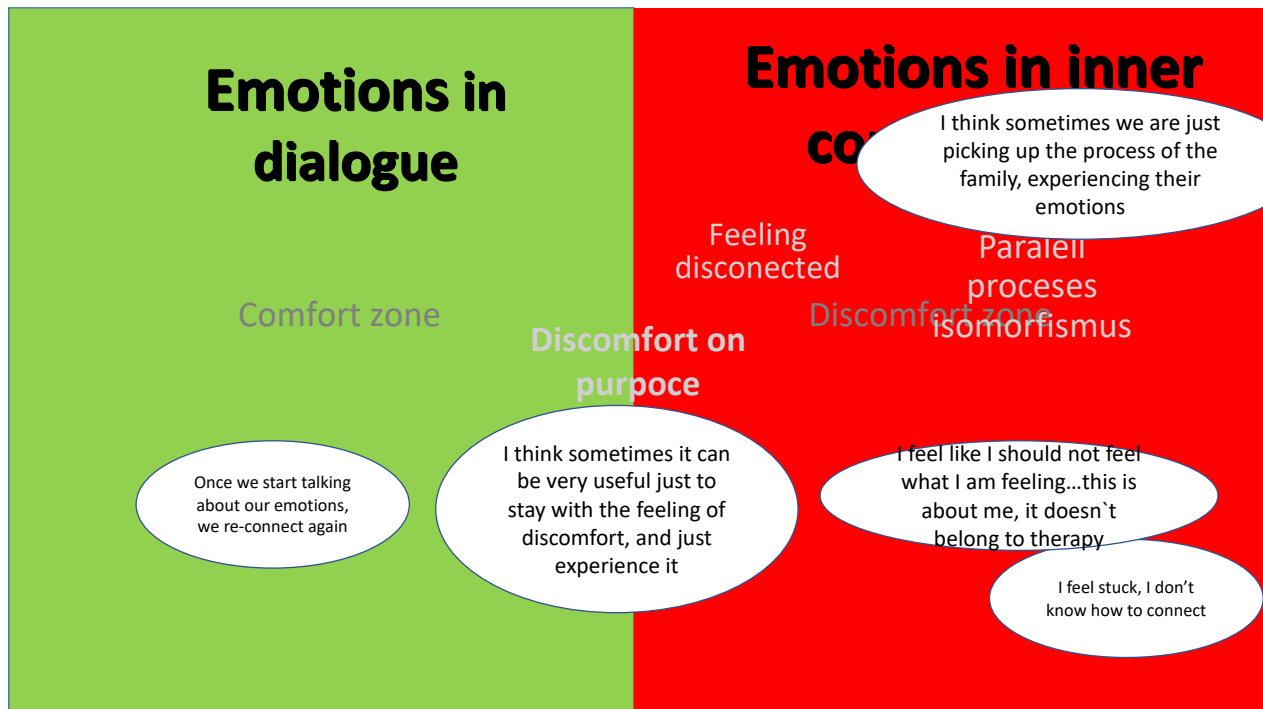 Emotions in
dialogue
Emotions in inner
I think sometimes we are just
picking up the process of the
family, experiencing their
emotions
Feeling
disconected
Paralell
proceses
isomorfismus
Comfort zone
Discomfort zone
Discomfort on
purpoce
Once we start talking
about our emotions,
we re-connect again
I think sometimes it can
be very useful just to
stay with the feeling of
discomfort, and just
experience it
I feel like I should not feel
what I am feeling...this is
about me, it doesn`t
belong to therapy
I feel stuck, I don’t
know how to connect